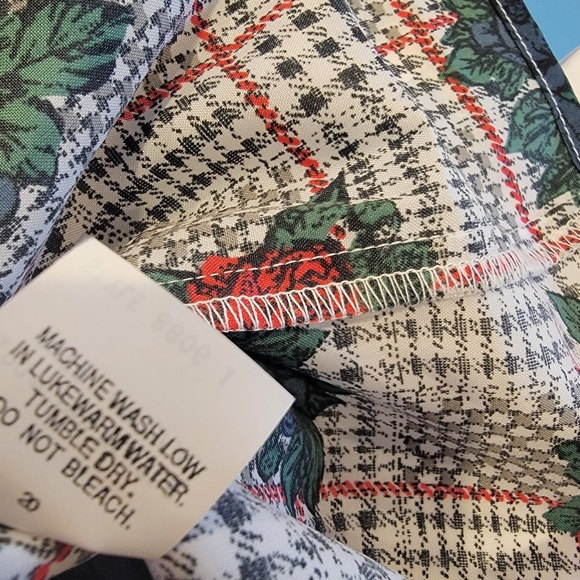 MACHINE WASH LOW
IN LUKEWARM WATER.
TUMBLE DRY.
DO NOT BLEACH.
20